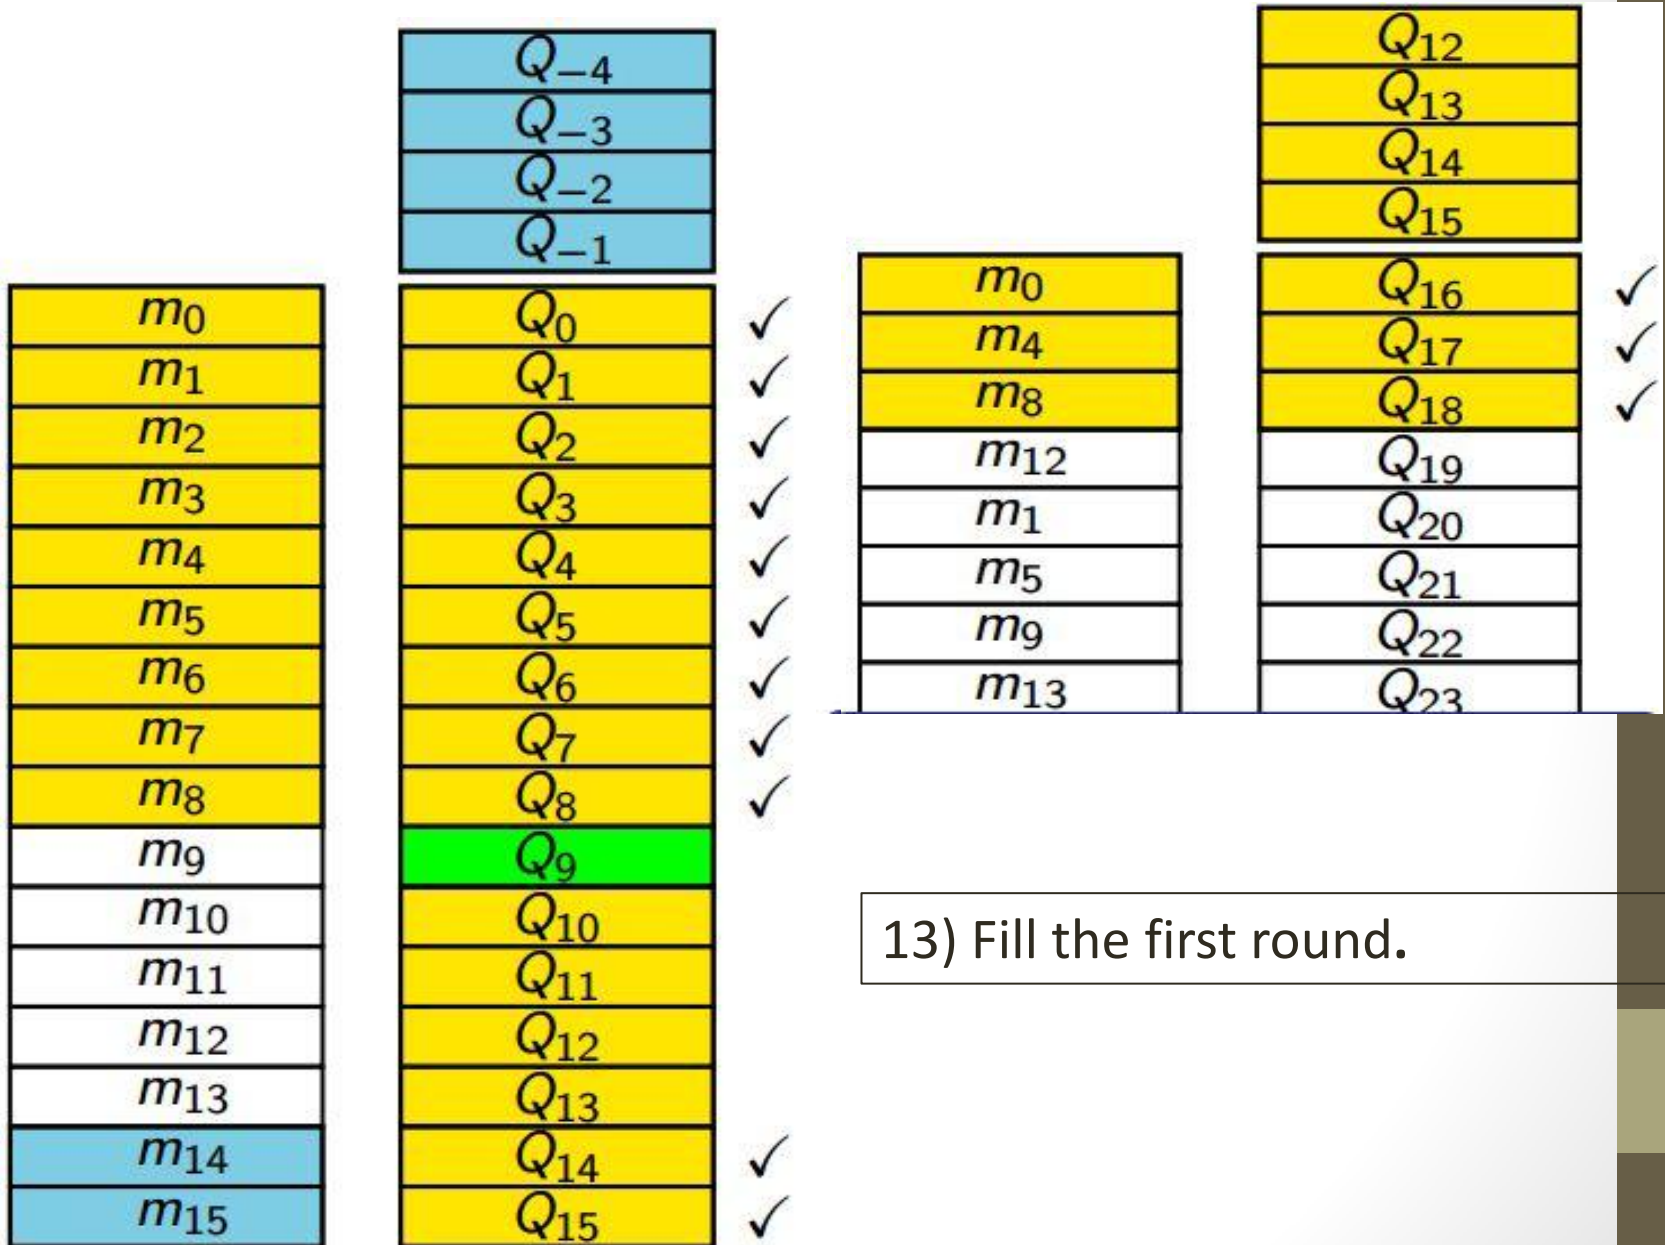 Q−4
Q−3
Q−2
Q−1
m0 Q0 ✓
m1 Q1 ✓
m2 Q2 ✓
m3 Q3 ✓
m4 Q4 ✓
m5 Q5 ✓
m6 Q6 ✓
m7 Q7 ✓
m8 Q8 ✓
m9 Q9
m10 Q10
m11 Q11
m12 Q12
m13 Q13
m14 Q14 ✓
m15 Q15 ✓
Q12
Q13
Q14
Q15
m0 Q16 ✓
m4 Q17 ✓
m8 Q18 ✓
m12 Q19
m1 Q20
m5 Q21
m9 Q22
m13 Q23
13) Fill the first round.